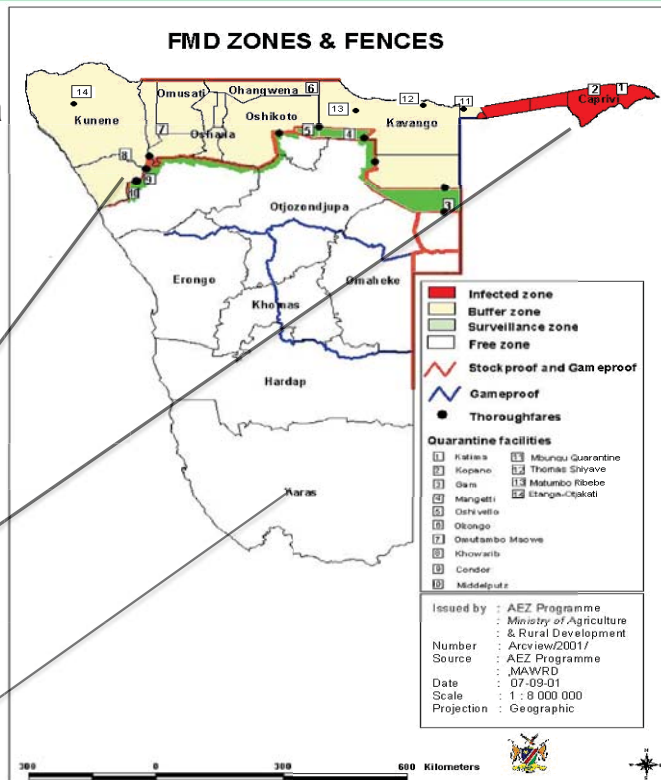 FMD ZONES & FENCES
14
Kunene
Omusati
Ohangwena
6
Oshikoto
Oshana
7
13
12
11
Kavango
2
1
Caprivi
5
4
8
9
10
3
Otjozondjupa
Erongo
Omaheke
Khomas
Hardap
Karas
Infected zone
Buffer zone
Surveillance zone
Free zone
Stockproof and Gameproof
Gameproof
Thoroughfares
Quarantine facilities
1 Katima
2 Kopano
3 Gam
4 Mangetti
5 Oshivello
6 Okongo
7 Omutambo Maowe
8 Khowarib
9 Condor
10 Middelputz
11 Mbungu Quarantine
12 Thomas Shiyave
13 Matumbo Ribebe
14 Etanga-Otjakati
Issued by : AEZ Programme
: Ministry of Agriculture
: & Rural Development
Number : Arcview/2001/
Source : AEZ Programme
: ,MAWRD
Date : 07-09-01
Scale : 1 : 8 000 000
Projection : Geographic
300 0 300 600 Kilometers